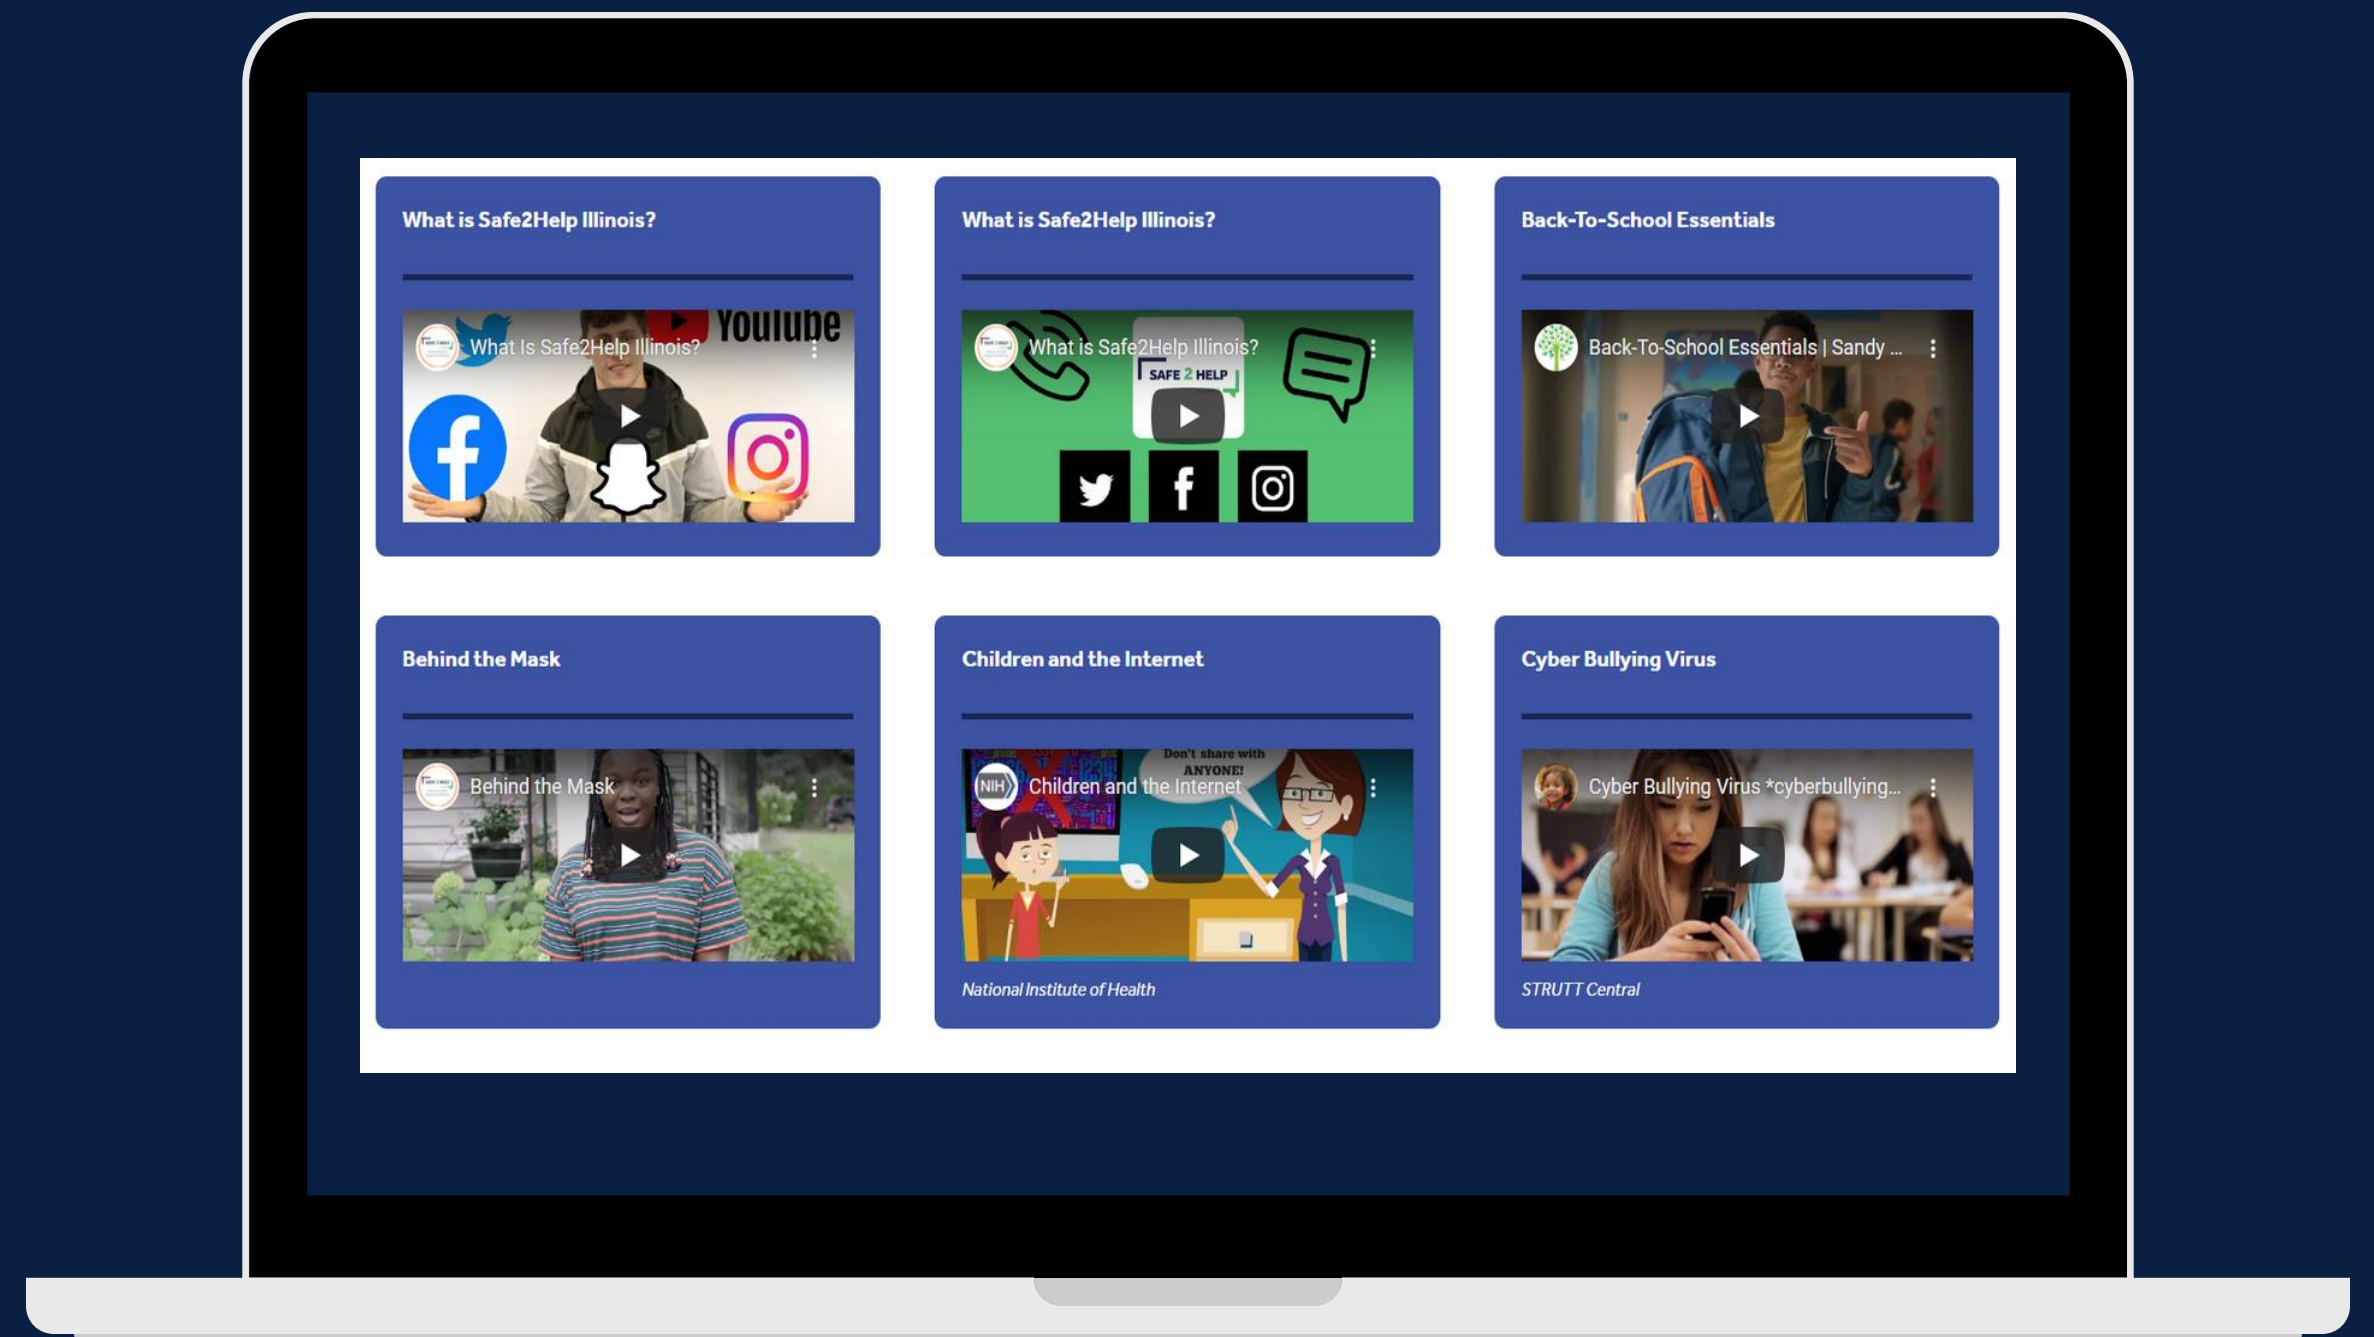 What is Safe2Help Illinois?
YouTube
What Is Safe2Help Illinois?
What is Safe2Help Illinois?
What is Safe2Help Illinois?
SAFE 2 HELP
Back-To-School Essentials
Back-To-School Essentials | Sandy ...
Behind the Mask
Behind the Mask
Children and the Internet
Don't share with
ANYONE!
NIH
Children and the Internet
National Institute of Health
Cyber Bullying Virus
Cyber Bullying Virus *cyberbullying...
STRUTT Central